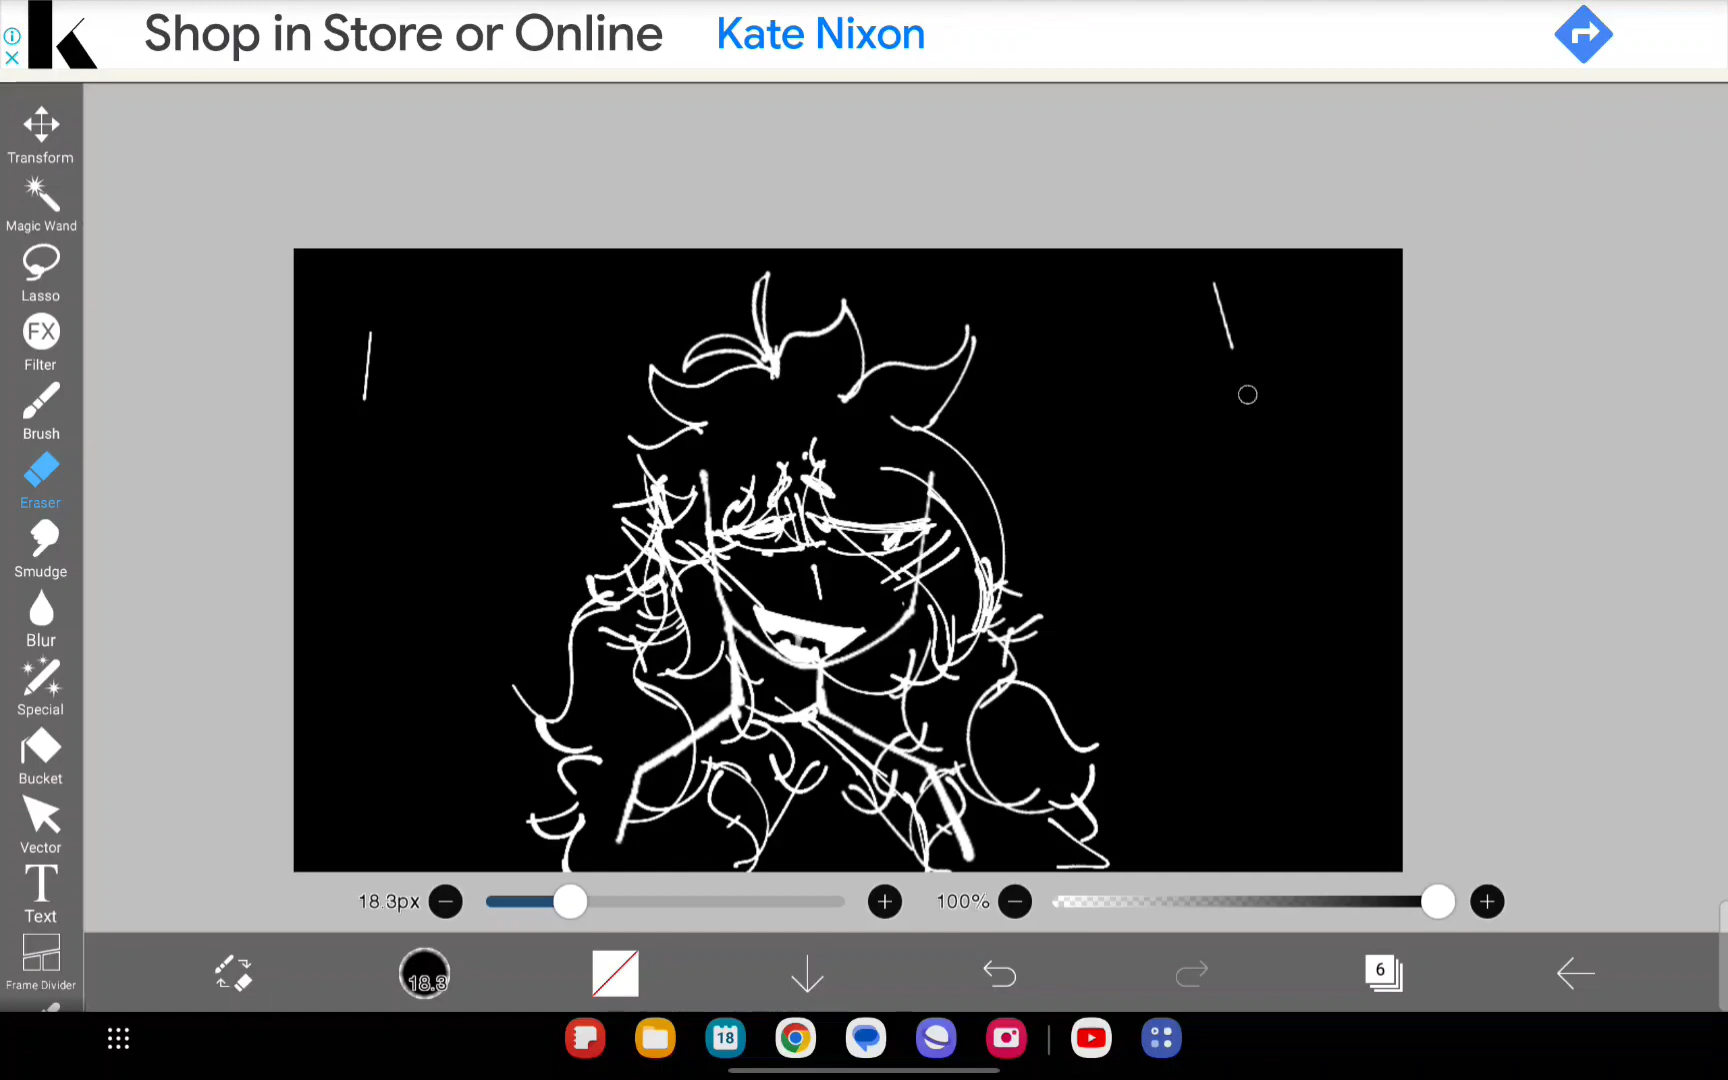 Shop in Store or Online
Kate Nixon
Transform
Magic Wand
Lasso
FX
Filter
Brush
Eraser
Smudge
Blur
Special
Bucket
Vector
T
Text
Frame Divider
18.3px
100%
18.3
6
18